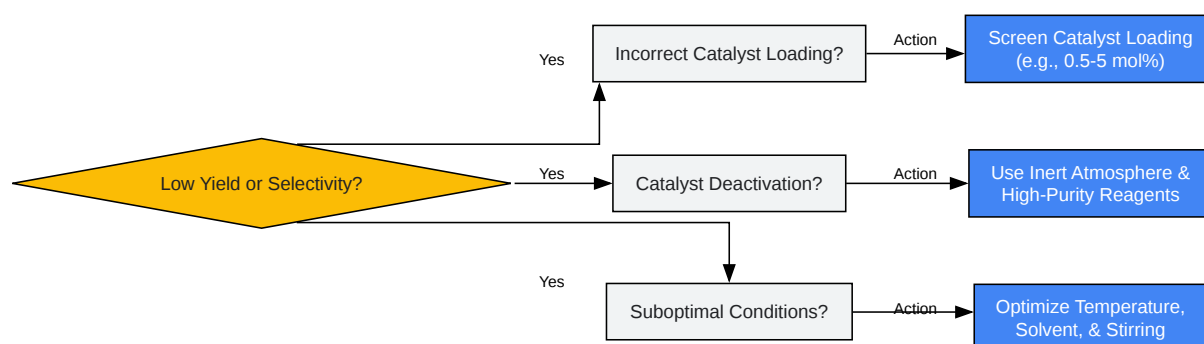 Yes
Incorrect Catalyst Loading?
Action
Screen Catalyst Loading
(e.g., 0.5-5 mol%)
Low Yield or Selectivity?
Yes
Catalyst Deactivation?
Action
Use Inert Atmosphere &
High-Purity Reagents
Yes
Suboptimal Conditions?
Action
Optimize Temperature,
Solvent, & Stirring